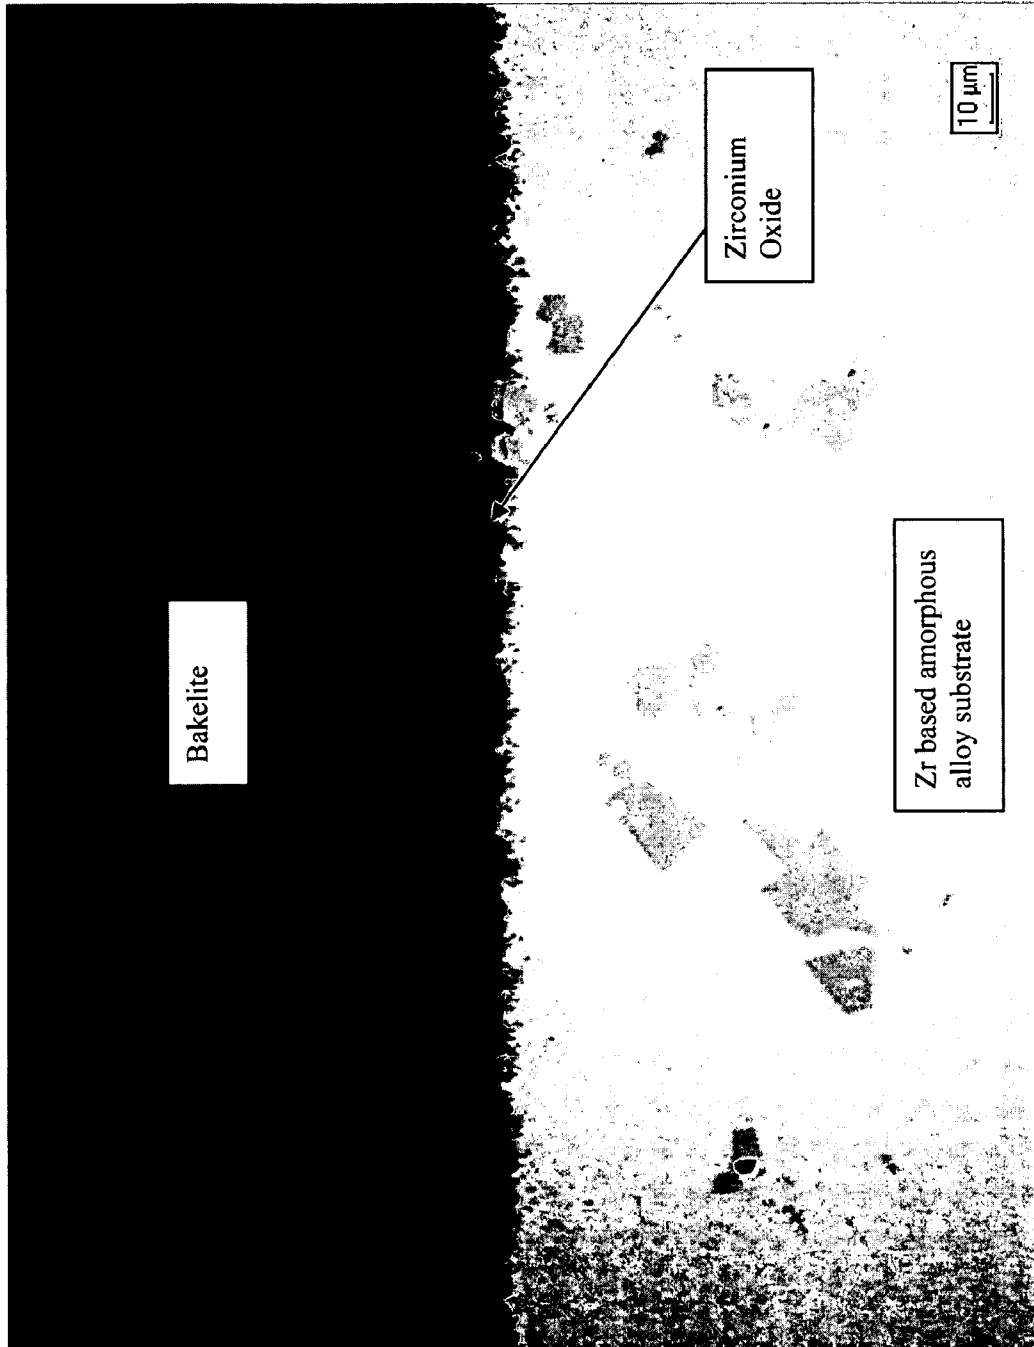 Bakelite
Zirconium
Oxide
Zr based amorphous
alloy substrate
10 µm